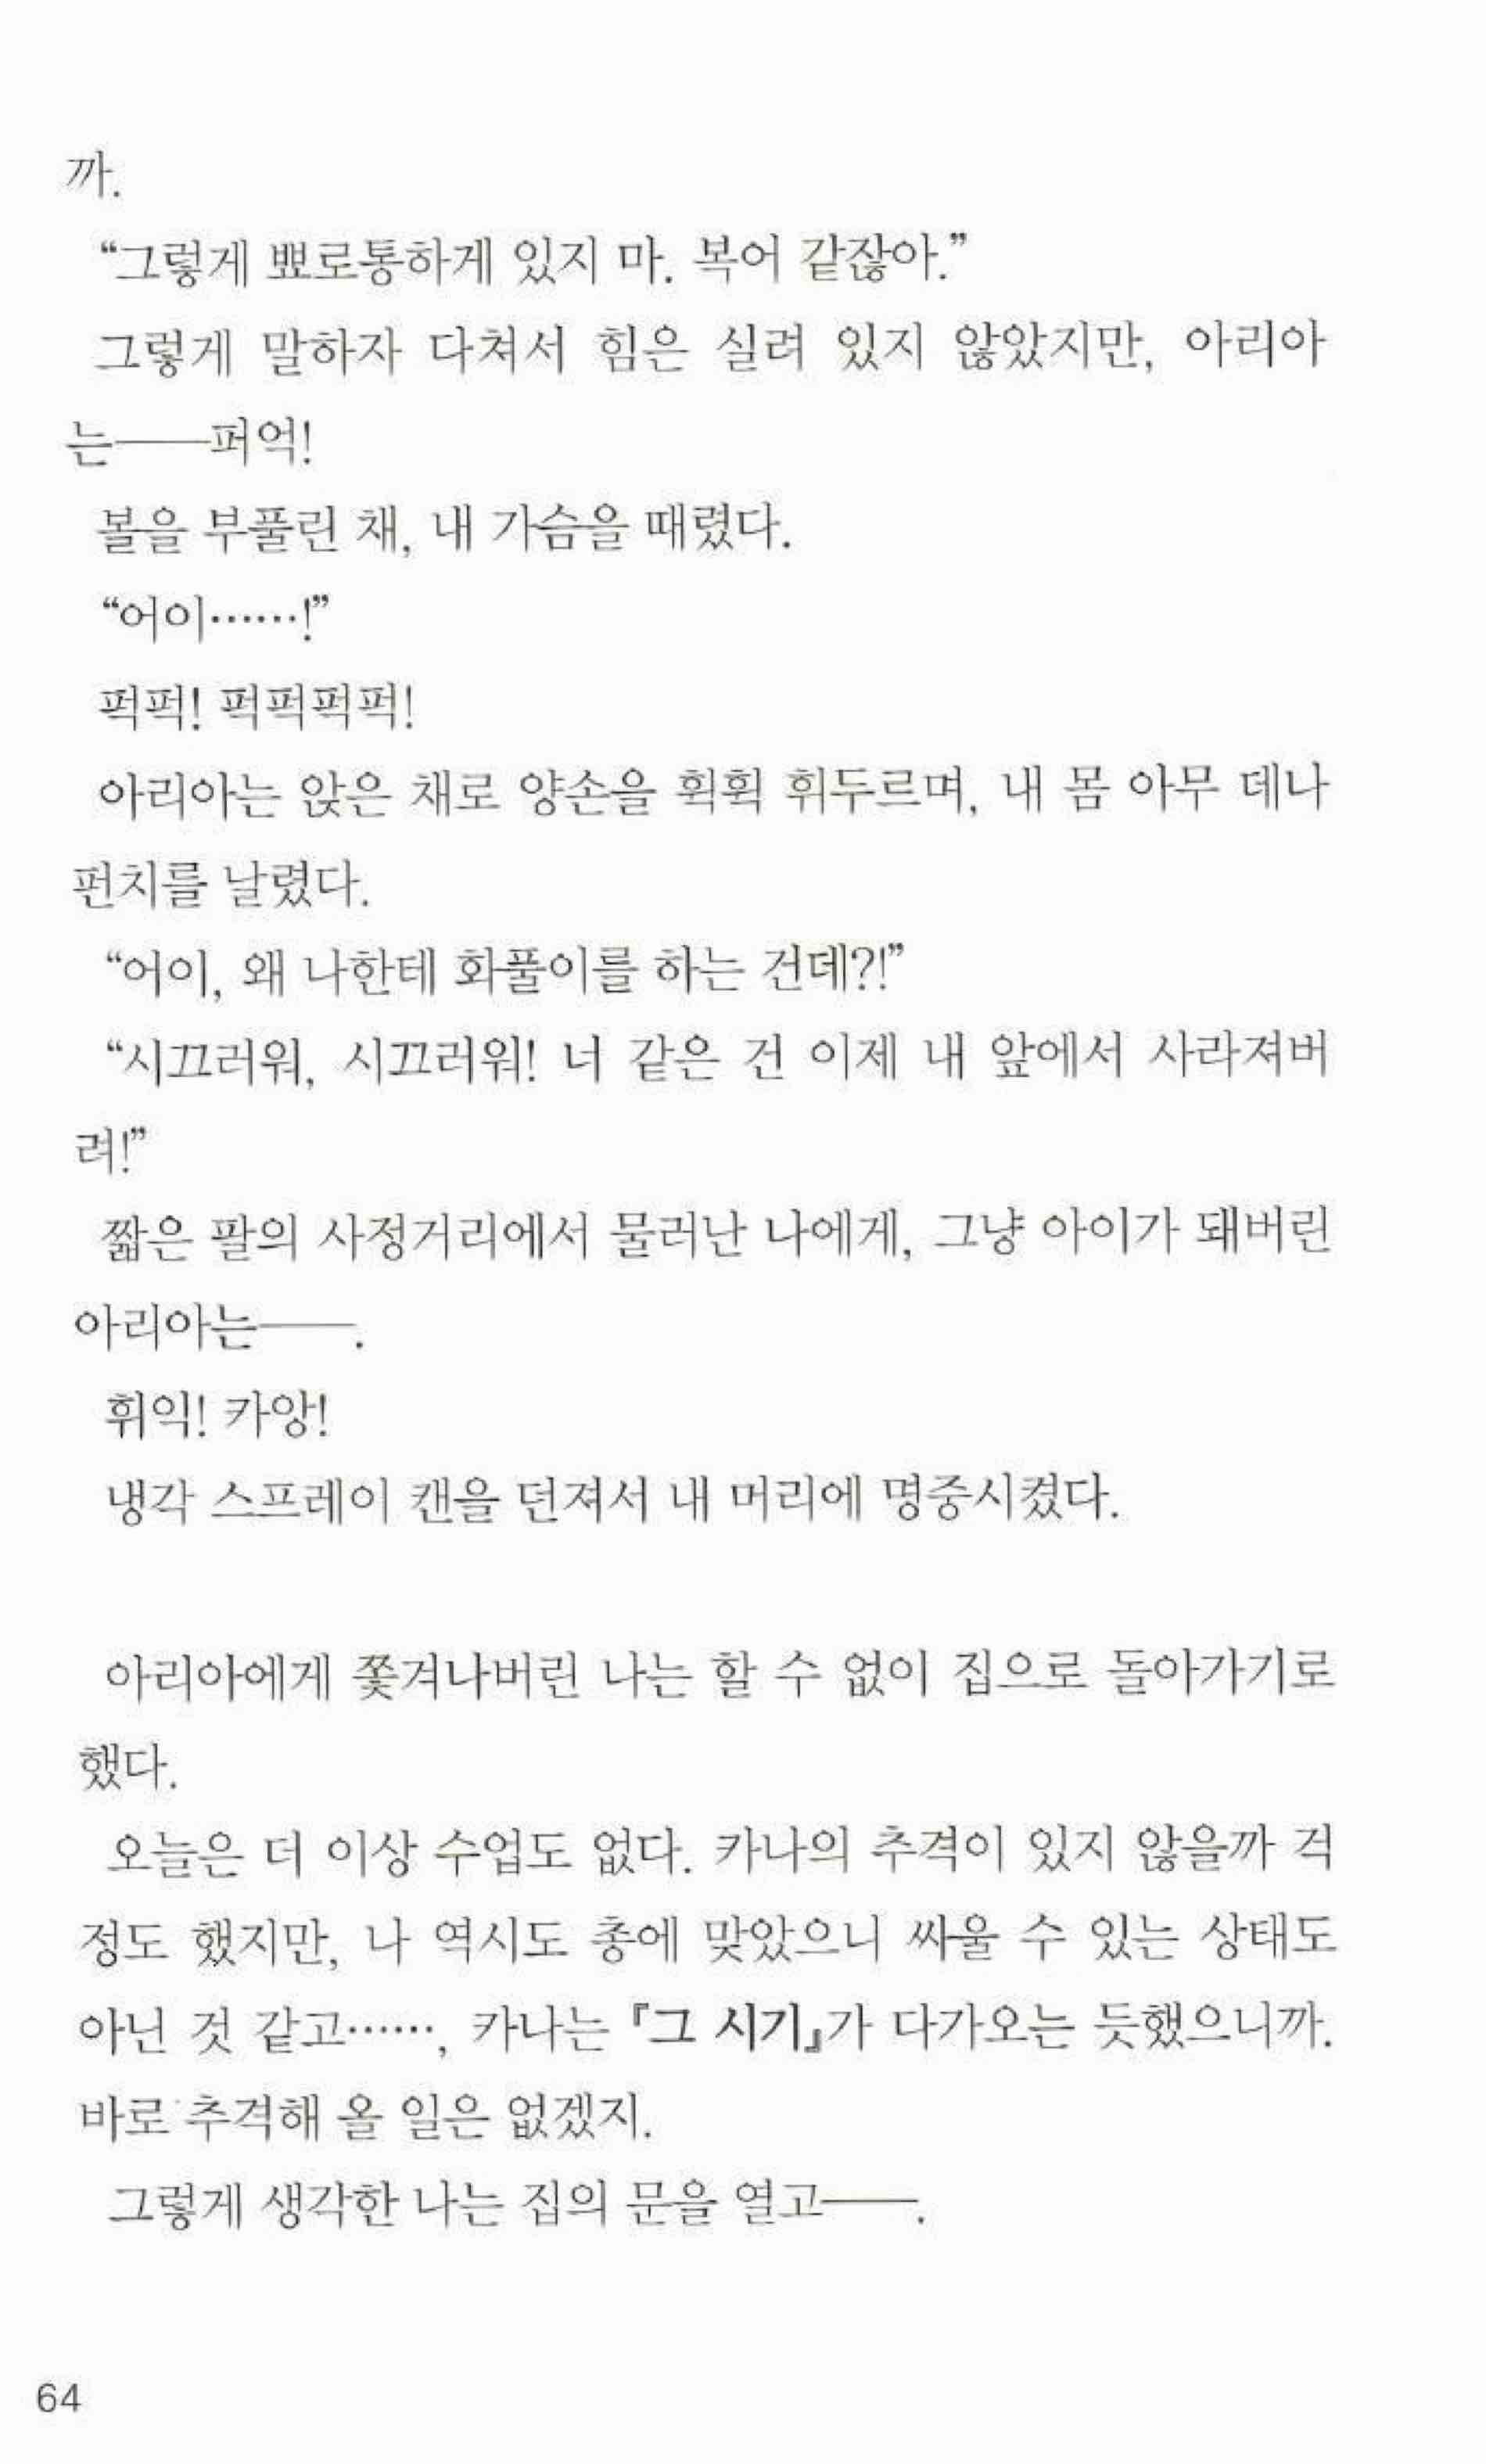 까.
“그렇게 뾰로통하게 있지 마. 복어 같잖아.”
그렇게 말하자 다쳐서 힘은 실려 있지 않았지만, 아리아
는──퍼억!
볼을 부풀린 채, 내 가슴을 때렸다.
“어이……!”
퍽퍽! 퍽퍽퍽퍽!
아리아는 앉은 채로 양손을 획획 휘두르며, 내 몸 아무 데나
펀치를 날렸다.
“어이, 왜 나한테 화풀이를 하는 건데?!”
“시끄러워, 시끄러워! 너 같은 건 이제 내 앞에서 사라져버
려!”
짧은 팔의 사정거리에서 물러난 나에게, 그냥 아이가 돼버린
아리아는──.
휘익! 카앙!
냉각 스프레이 캔을 던져서 내 머리에 명중시켰다.
아리아에게 쫓겨나버린 나는 할 수 없이 집으로 돌아가기로
했다.
오늘은 더 이상 수업도 없다. 카나의 추격이 있지 않을까 걱
정도 했지만, 나 역시도 총에 맞았으니 싸울 수 있는 상태도
아닌 것 같고……, 카나는 『그 시기』가 다가오는 듯했으니까.
바로 추격해 올 일은 없겠지.
그렇게 생각한 나는 집의 문을 열고──.
64